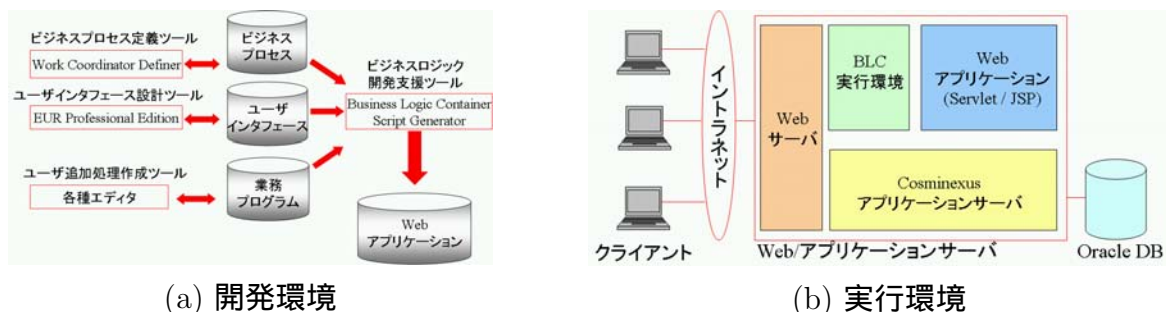 ビジネスプロセス定義ツール
Work Coordinator Definer
ユーザインタフェース設計ツール
EUR Professional Edition
ユーザ追加処理作成ツール
各種エディタ
ビジネス
プロセス
ユーザ
インタフェース
業務
プログラム
ビジネスロジック
開発支援ツール
Business Logic Container
Script Generator
Web
アプリケーション
(a) 開発環境
クライアント
イントラネット
Web
サーバ
BLC
実行環境
Web
アプリケーション
(Servlet / JSP)
Cosminexus
アプリケーションサーバ
Web/アプリケーションサーバ
Oracle DB
(b) 実行環境